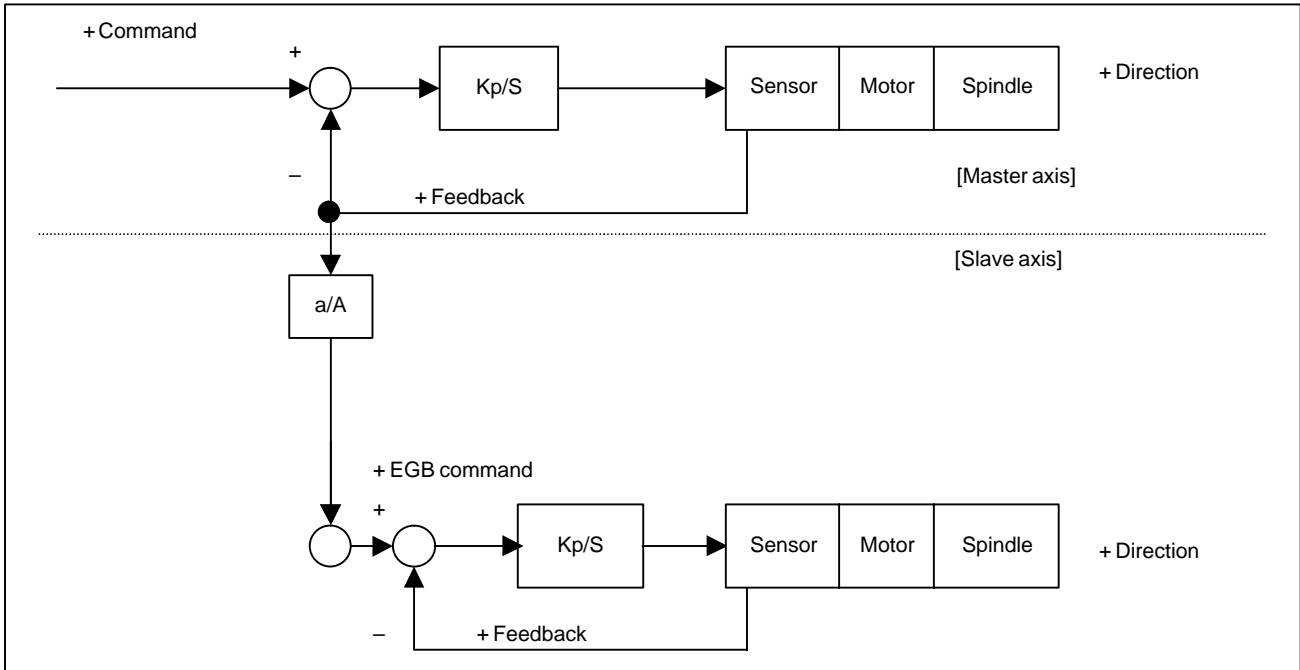 + Command
+
Kp/S
Sensor Motor Spindle
+ Direction
–
+ Feedback
[Master axis]
[Slave axis]
a/A
+ EGB command
+
Kp/S
Sensor Motor Spindle
+ Direction
–
+ Feedback